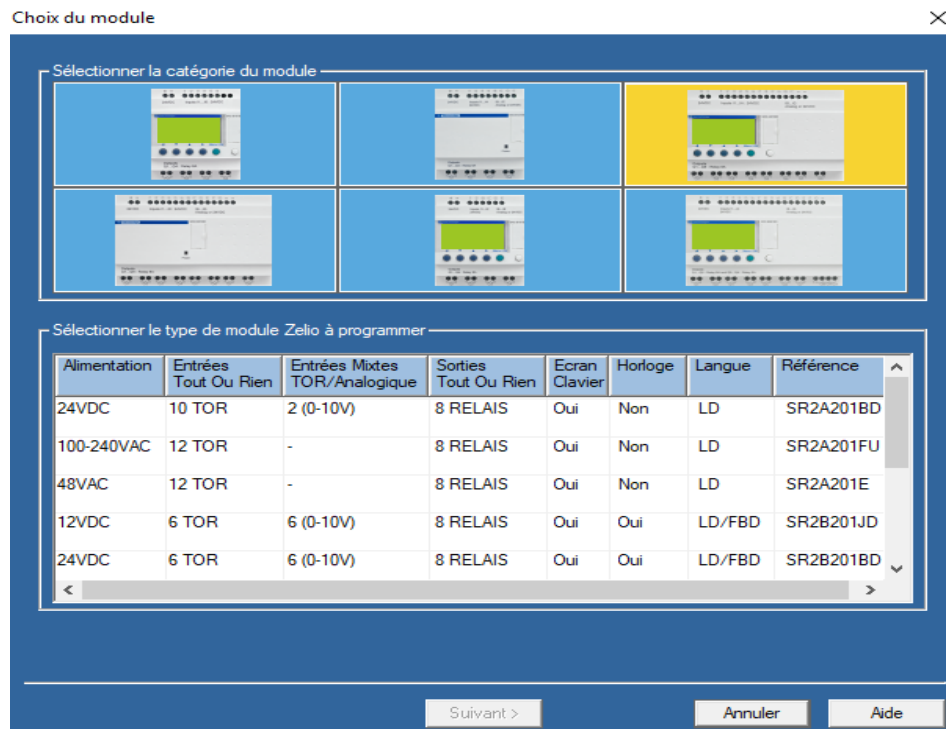 Choix du module
Sélectionner la catégorie du module
Sélectionner le type de module Zelio à programmer
Alimentation Entrées Tout Ou Rien Entrées Mixtes TOR/Analogique Sorties Tout Ou Rien Ecran Clavier Horloge Langue Référence
24VDC 10 TOR 2 (0-10V) 8 RELAIS Oui Non LD SR2A201BD
100-240VAC 12 TOR - 8 RELAIS Oui Non LD SR2A201FU
48VAC 12 TOR - 8 RELAIS Oui Non LD SR2A201E
12VDC 6 TOR 6 (0-10V) 8 RELAIS Oui Oui LD/FBD SR2B201JD
24VDC 6 TOR 6 (0-10V) 8 RELAIS Oui Oui LD/FBD SR2B201BD
Suivant > Annuler Aide